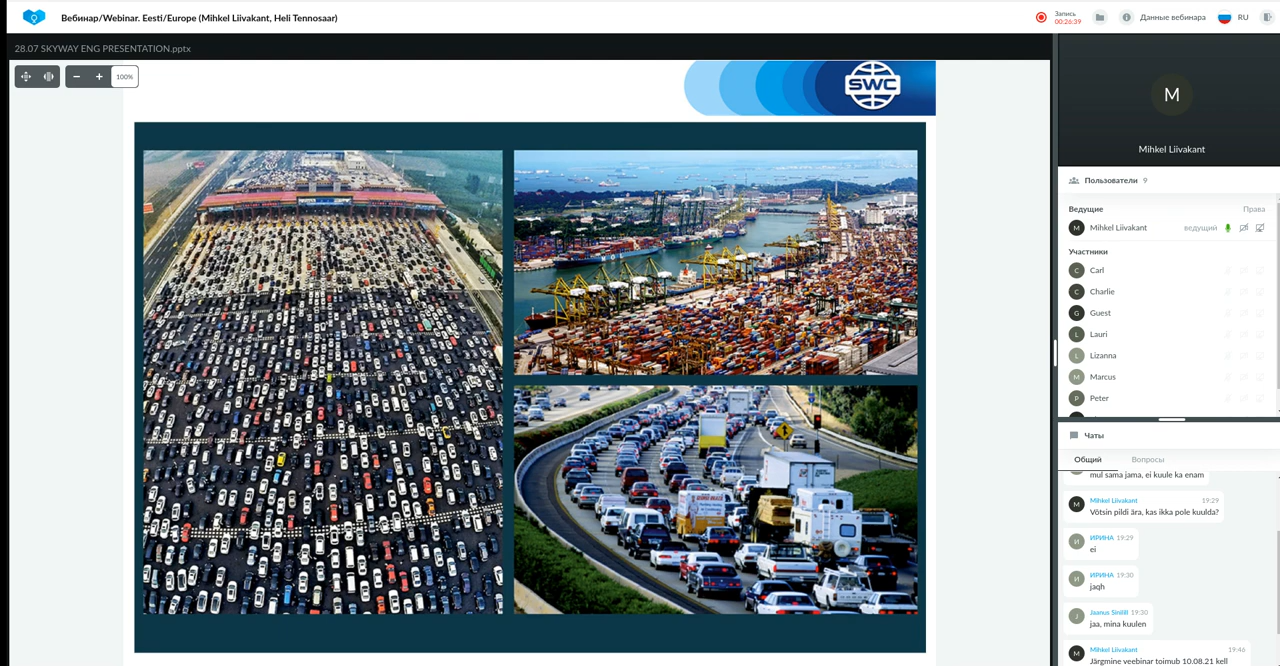 Вебинар/Webinar. Eesti/Europe (Mihkel Liivakant, Heli Tennosaar)
Запись
00:26:39
Данные вебинара
RU
28.07 SKYWAY ENG PRESENTATION.pptx
100%
SWC
M
Mihkel Liivakant
Пользователи 9
Ведущие Права
M Mihkel Liivakant ведущий
Участники
C Carl
C Charlie
G Guest
L Lauri
L Lizanna
M Marcus
P Peter
Чаты
Общий Вопросы
mul sama jama, ei kuule ka enam
M Mihkel Liivakant 19:29
Võtsin pildi ära, kas ikka pole kuulda?
И ИРИНА 19:29
ei
И ИРИНА 19:30
jaqh
J Jaanus Sinilill 19:30
jaa, mina kuulen
M Mihkel Liivakant 19:46
Järgmine veebinar toimub 10.08.21 kell
MOL